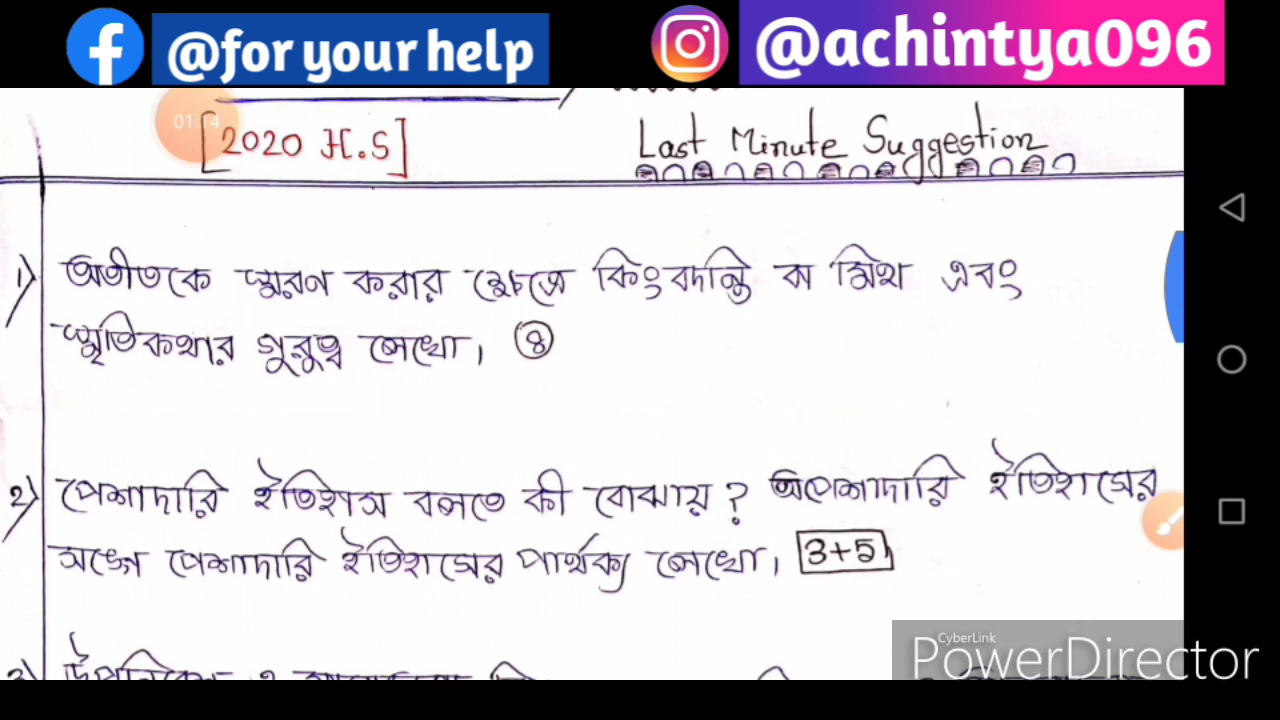 @for your help
@achintya096
01:14
[2020 H.S]
Last Minute Suggestion
১) অতীতকে স্মরণ করার ক্ষেত্রে কিংবদন্তি বা মিথ এবং
স্মৃতিকথার গুরুত্ব লেখো। ⑧
২) পেশাদারি ইতিহাস বলতে কী বোঝায়? অপেশাদারি ইতিহাসের
সঙ্গে পেশাদারি ইতিহাসের পার্থক্য লেখো। 3+5
CyberLink
PowerDirector